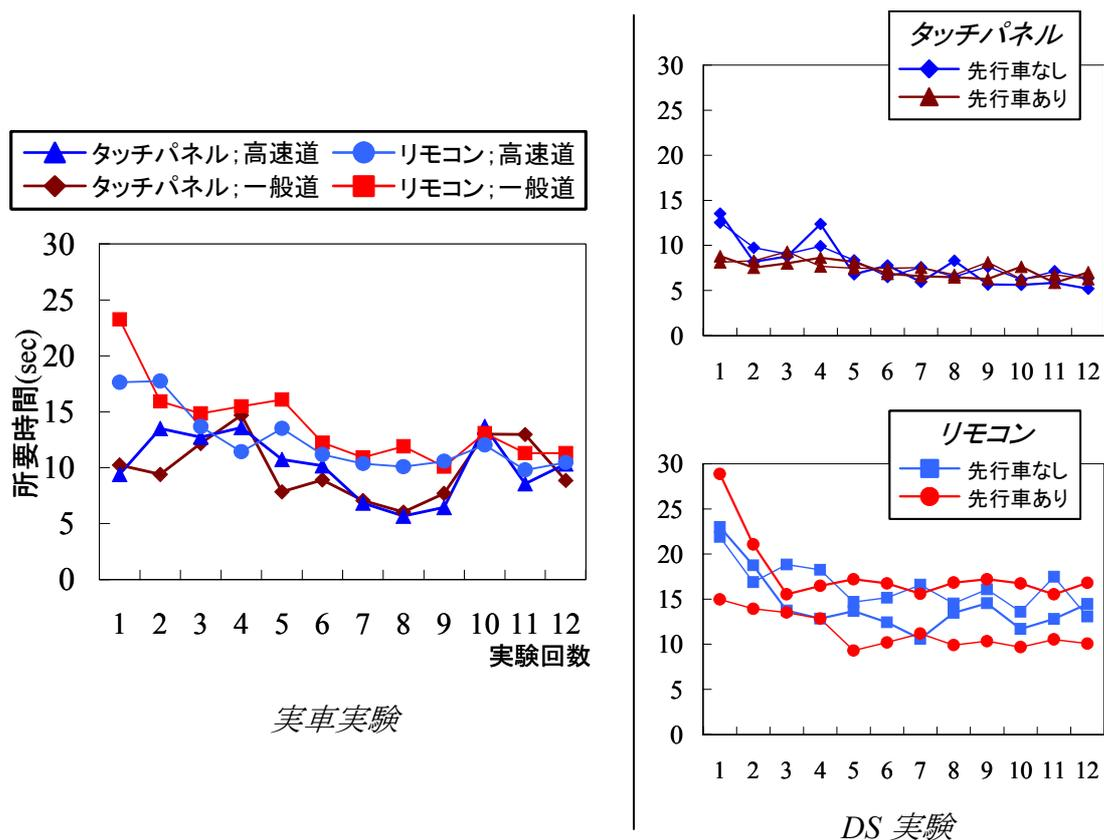 タッチパネル；高速道 リモコン；高速道
タッチパネル；一般道 リモコン；一般道
所要時間(sec)
30
25
20
15
10
5
0
1 2 3 4 5 6 7 8 9 10 11 12
実験回数
実車実験
タッチパネル
先行車なし
先行車あり
30
25
20
15
10
5
0
1 2 3 4 5 6 7 8 9 10 11 12
リモコン
先行車なし
先行車あり
30
25
20
15
10
5
0
1 2 3 4 5 6 7 8 9 10 11 12
DS 実験